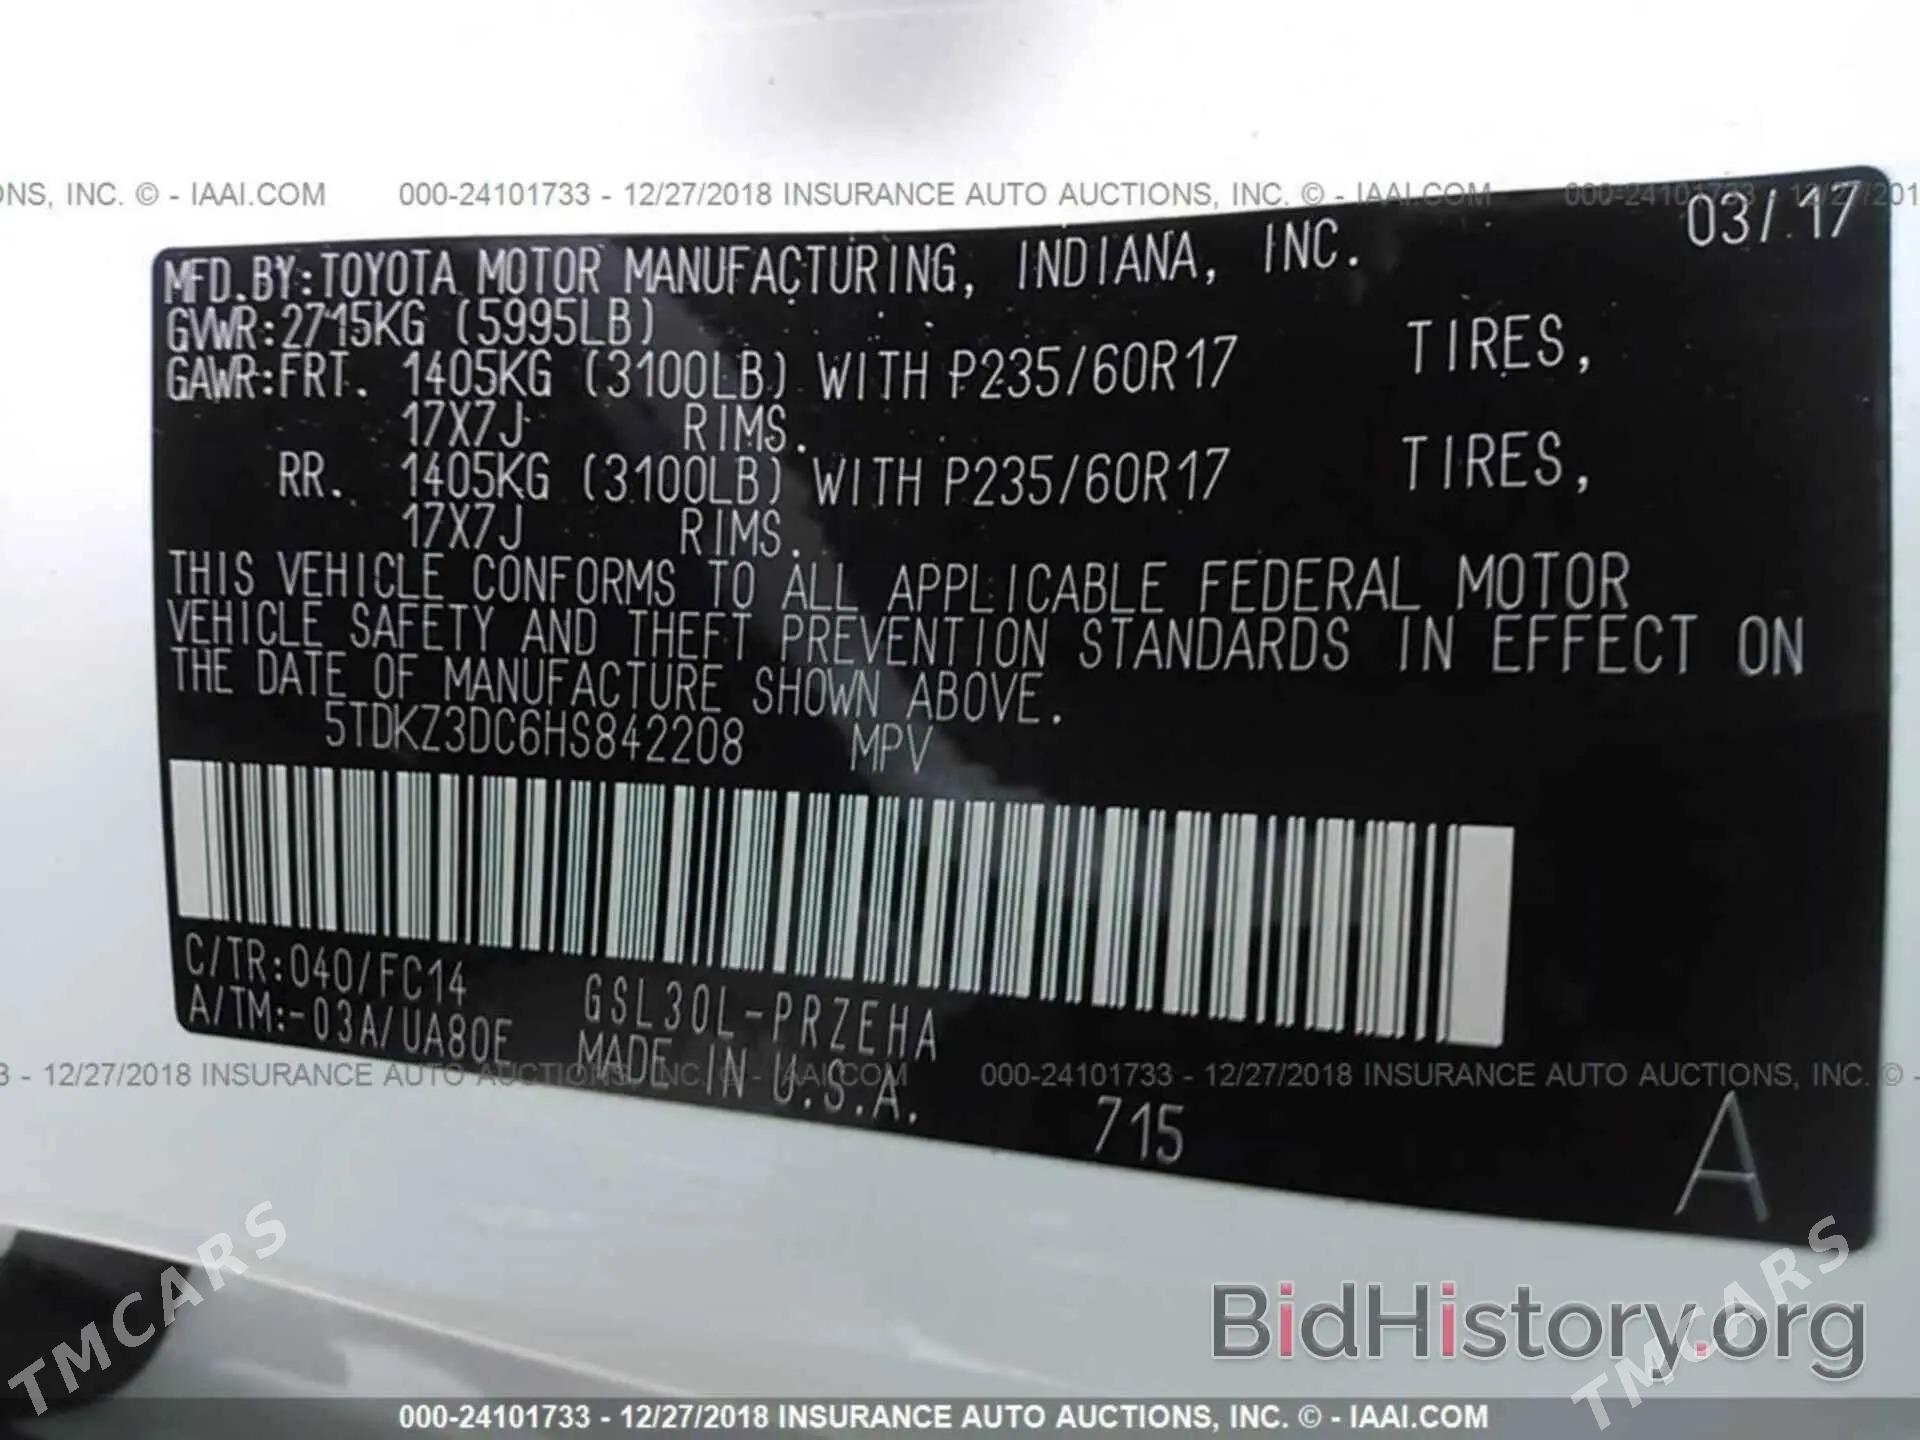 ONS, INC. © - IAAI.COM 000-24101733 - 12/27/2018 INSURANCE AUTO AUCTIONS, INC. © - IAAI.COM 000-24101733 - 12/27/201
03/ 17
MFD.BY:TOYOTA MOTOR MANUFACTURING, INDIANA, INC.
GVWR:2715KG (5995LB)
GAWR:FRT. 1405KG (3100LB) WITH P235/60R17 TIRES,
17X7J RIMS.
RR. 1405KG (3100LB) WITH P235/60R17 TIRES,
17X7J RIMS.
THIS VEHICLE CONFORMS TO ALL APPLICABLE FEDERAL MOTOR
VEHICLE SAFETY AND THEFT PREVENTION STANDARDS IN EFFECT ON
THE DATE OF MANUFACTURE SHOWN ABOVE.
5TDKZ3DC6HS842208 MPV
C/TR:040/FC14 GSL30L-PRZEHA
A/TM:-03A/UA80E MADE IN U.S.A.
3 - 12/27/2018 INSURANCE AUTO AUCTIONS, INC. © - IAAI.COM 000-24101733 - 12/27/2018 INSURANCE AUTO AUCTIONS, INC. © -
715 A
TMCARS
BidHistory.org
TMCARS
000-24101733 - 12/27/2018 INSURANCE AUTO AUCTIONS, INC. © - IAAI.COM